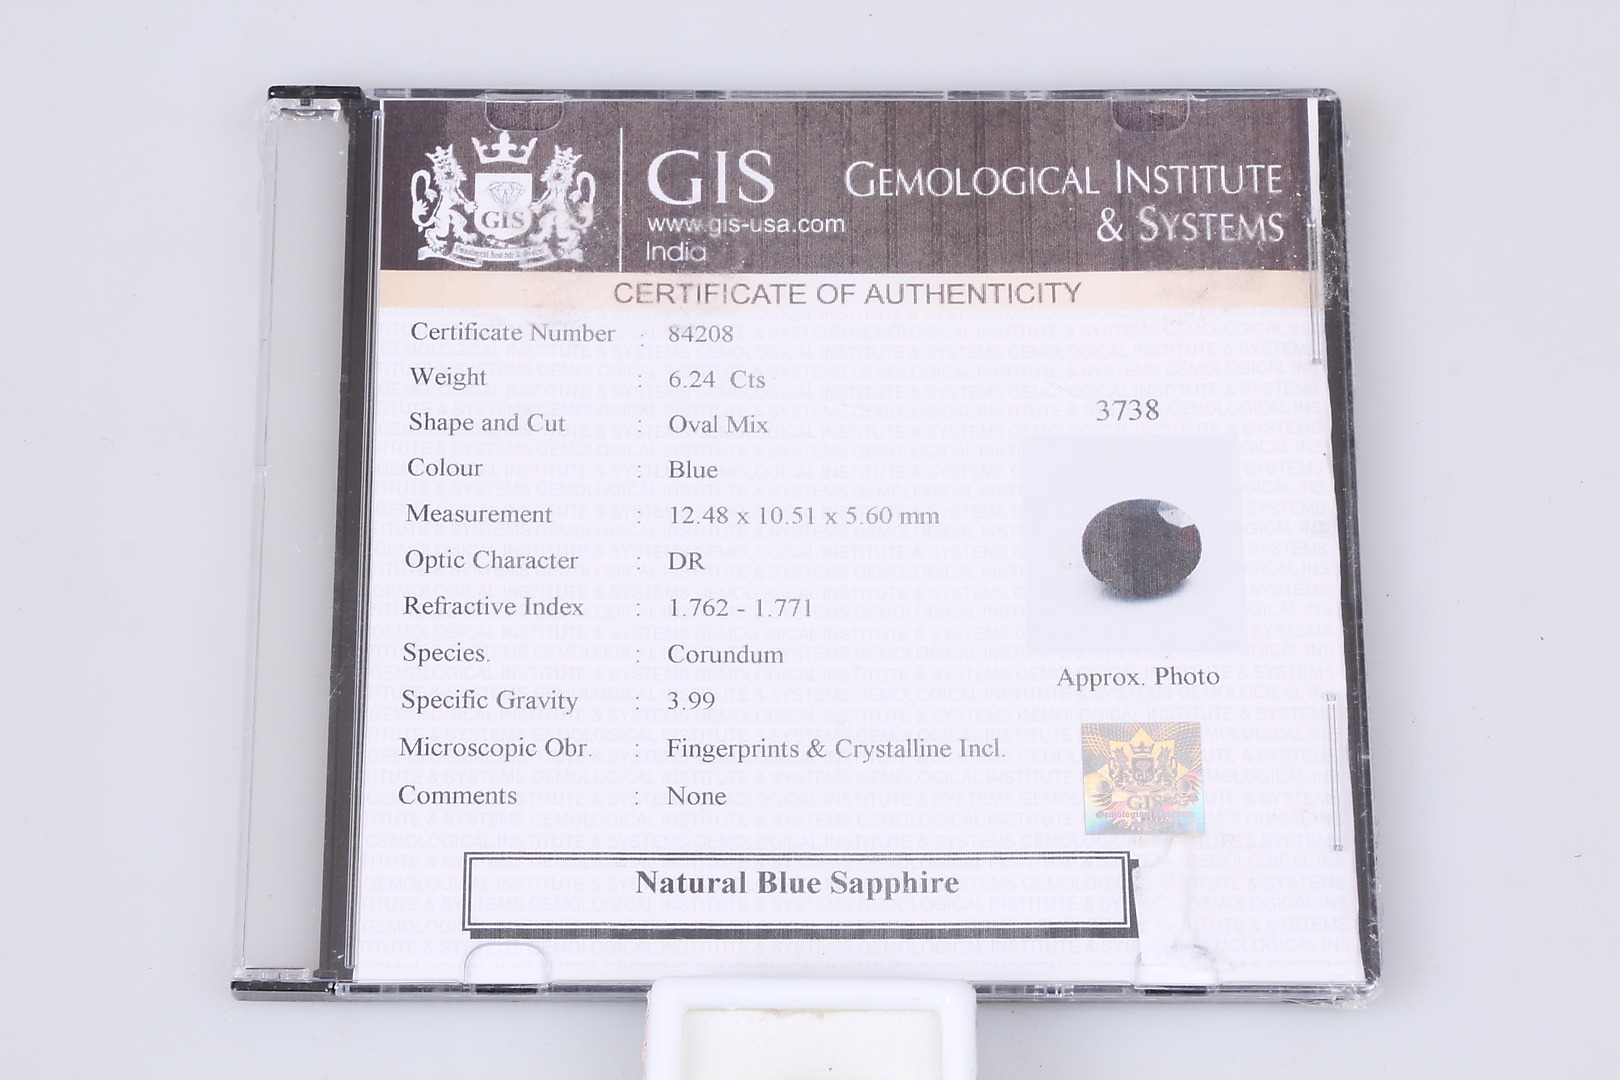 GIS
GIS
www.gis-usa.com
India
GEMOLOGICAL INSTITUTE
& SYSTEMS
CERTIFICATE OF AUTHENTICITY
Certificate Number : 84208
Weight : 6.24 Cts
Shape and Cut : Oval Mix
Colour : Blue
Measurement : 12.48 x 10.51 x 5.60 mm
Optic Character : DR
Refractive Index : 1.762 - 1.771
Species. : Corundum
Specific Gravity : 3.99
Microscopic Obr. : Fingerprints & Crystalline Incl.
Comments : None
3738
Approx. Photo
GIS
GIS
Natural Blue Sapphire